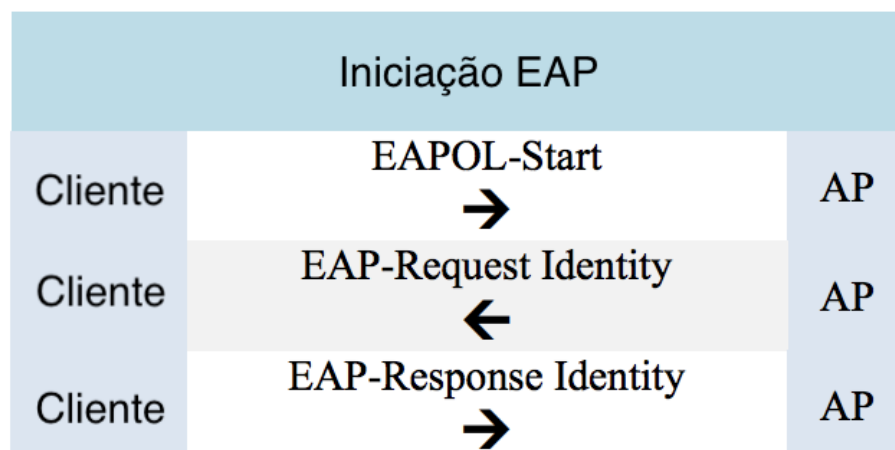 Iniciação EAP
EAPOL-Start
Cliente → AP
EAP-Request Identity
Cliente ← AP
EAP-Response Identity
Cliente → AP